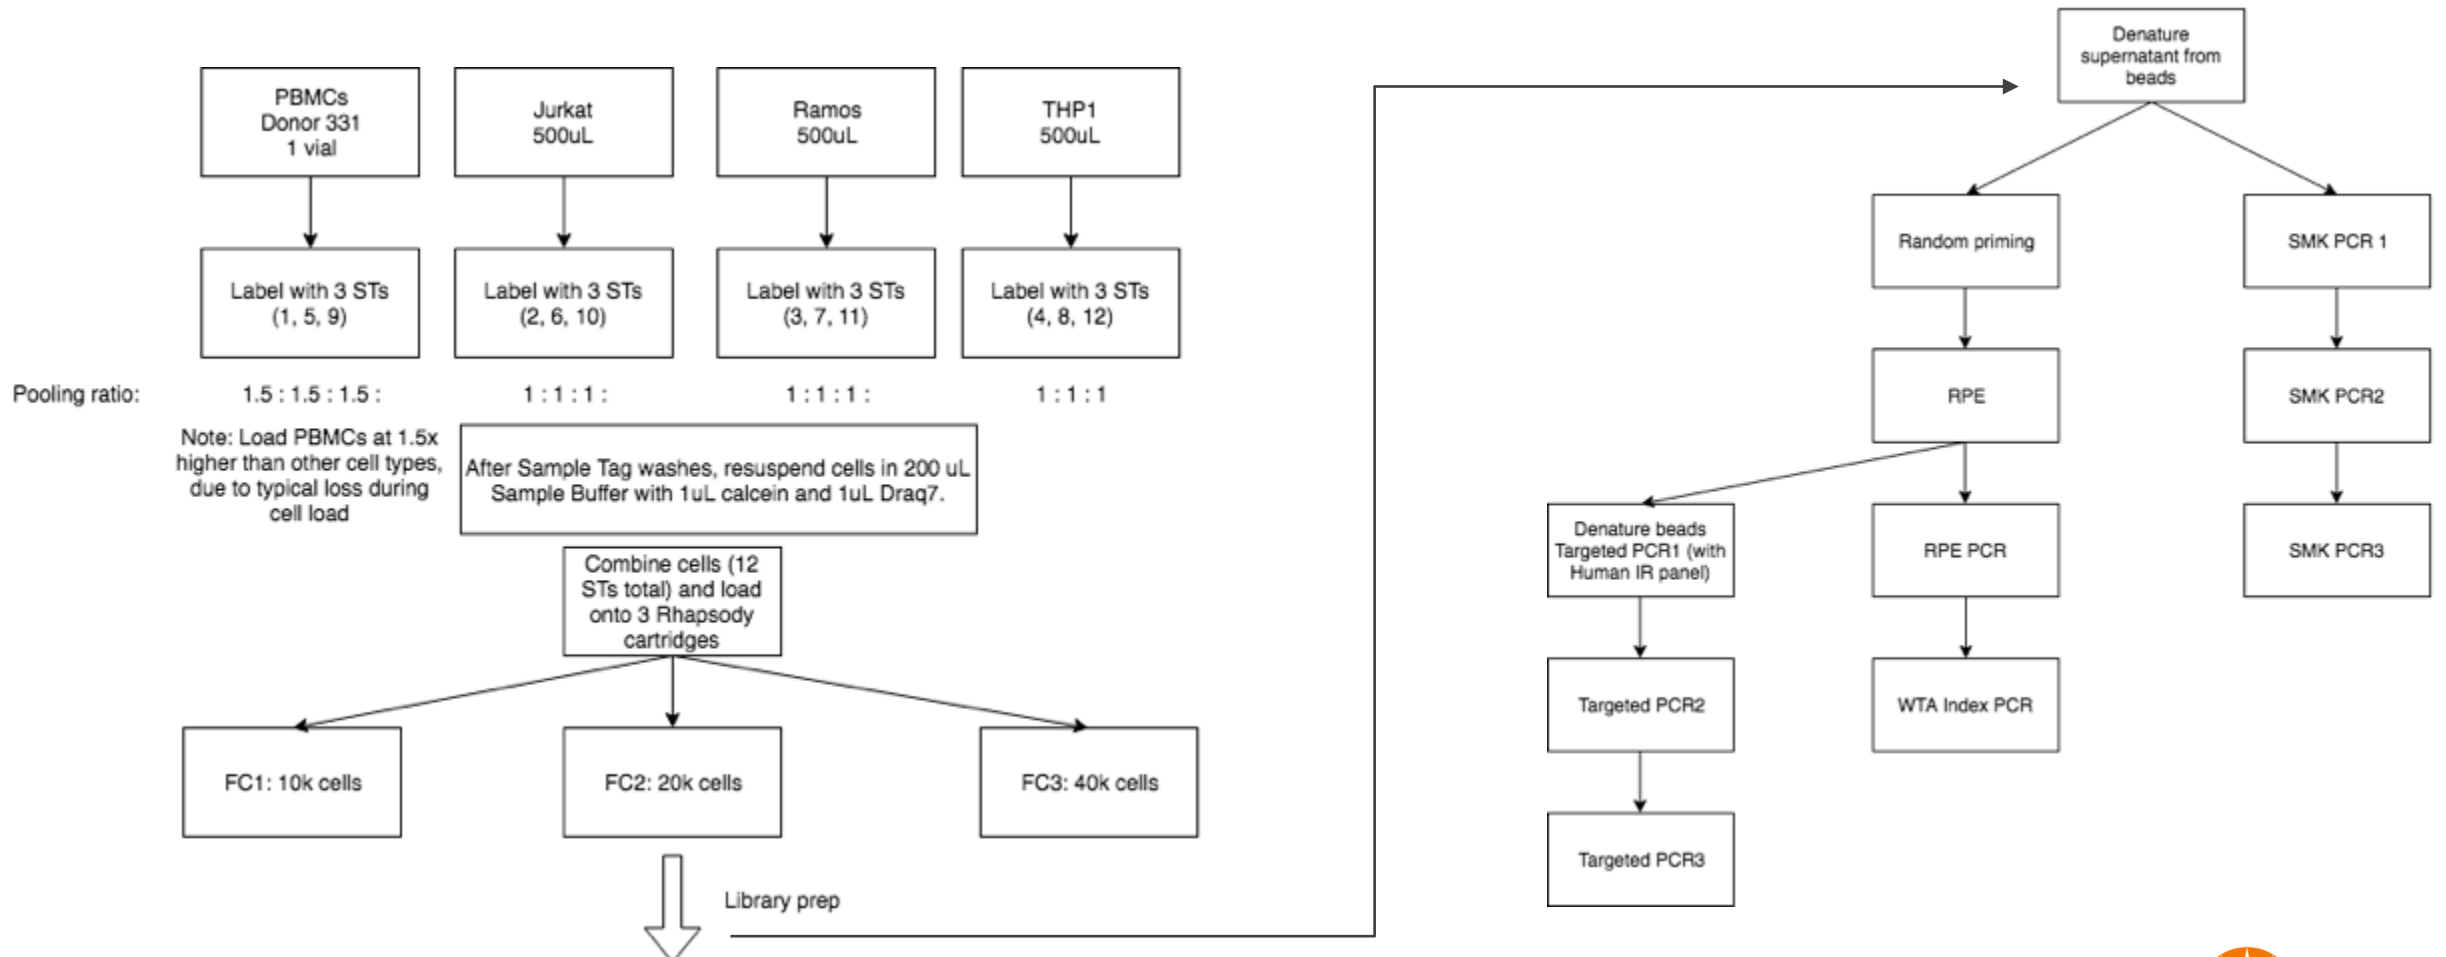 PBMCs
Donor 331
1 vial
Jurkat
500uL
Ramos
500uL
THP1
500uL
Label with 3 STs
(1, 5, 9)
Label with 3 STs
(2, 6, 10)
Label with 3 STs
(3, 7, 11)
Label with 3 STs
(4, 8, 12)
Pooling ratio:
1.5 : 1.5 : 1.5 :
1 : 1 : 1 :
1 : 1 : 1 :
1 : 1 : 1
Note: Load PBMCs at 1.5x
higher than other cell types,
due to typical loss during
cell load
After Sample Tag washes, resuspend cells in 200 uL
Sample Buffer with 1uL calcein and 1uL Draq7.
Combine cells (12
STs total) and load
onto 3 Rhapsody
cartridges
FC1: 10k cells
FC2: 20k cells
FC3: 40k cells
Library prep
Denature
supernatant from
beads
Random priming
SMK PCR 1
RPE
SMK PCR2
Denature beads
Targeted PCR1 (with
Human IR panel)
RPE PCR
SMK PCR3
Targeted PCR2
WTA Index PCR
Targeted PCR3